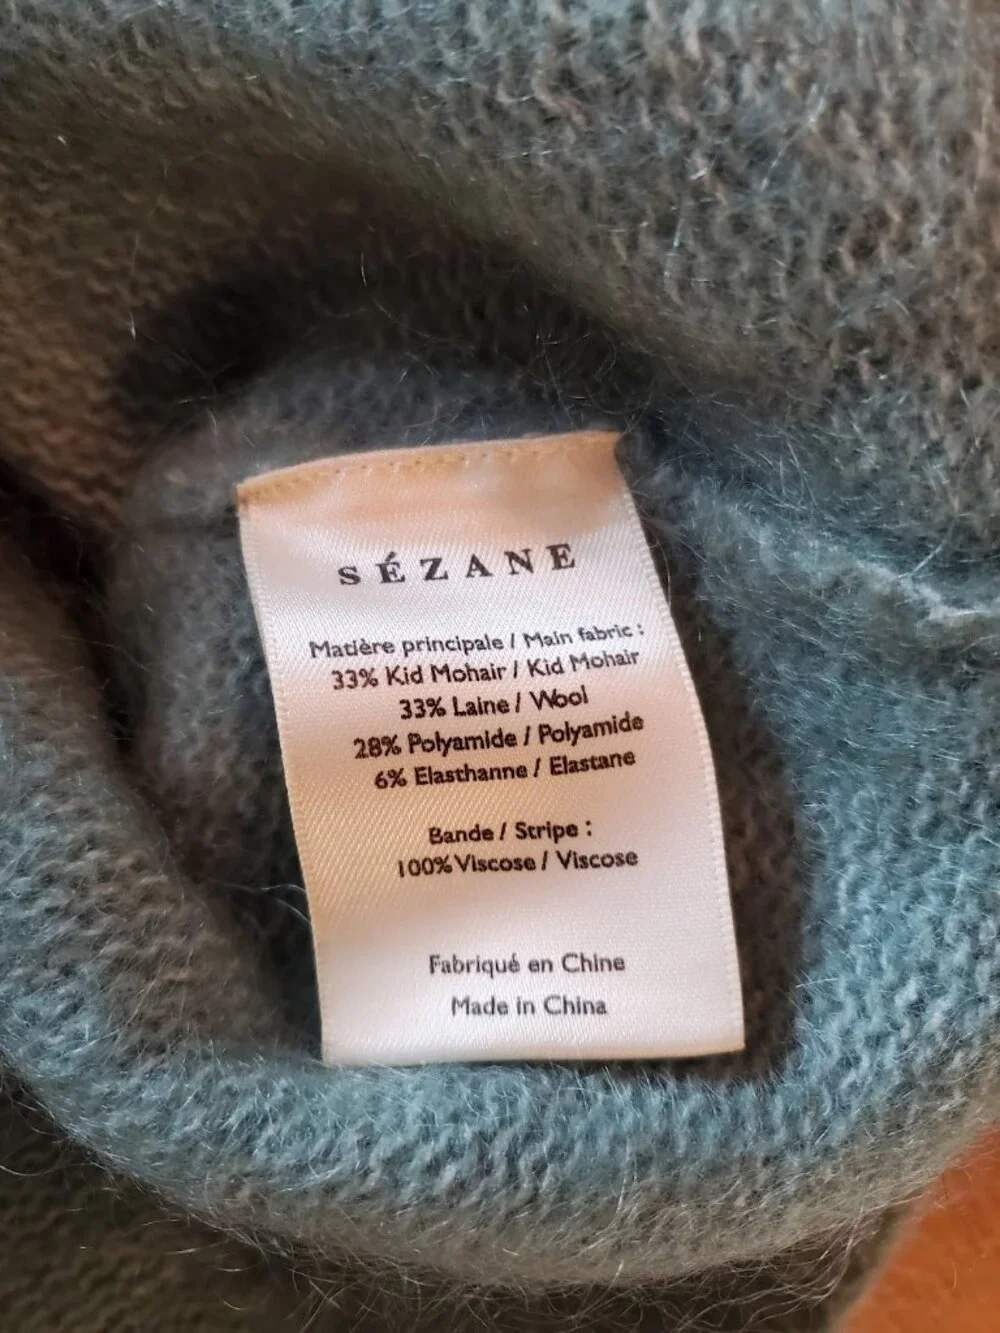 SÉZANE
Matière principale / Main fabric :
33% Kid Mohair / Kid Mohair
33% Laine / Wool
28% Polyamide / Polyamide
6% Elasthanne / Elastane
Bande / Stripe :
100% Viscose / Viscose
Fabriqué en Chine
Made in China